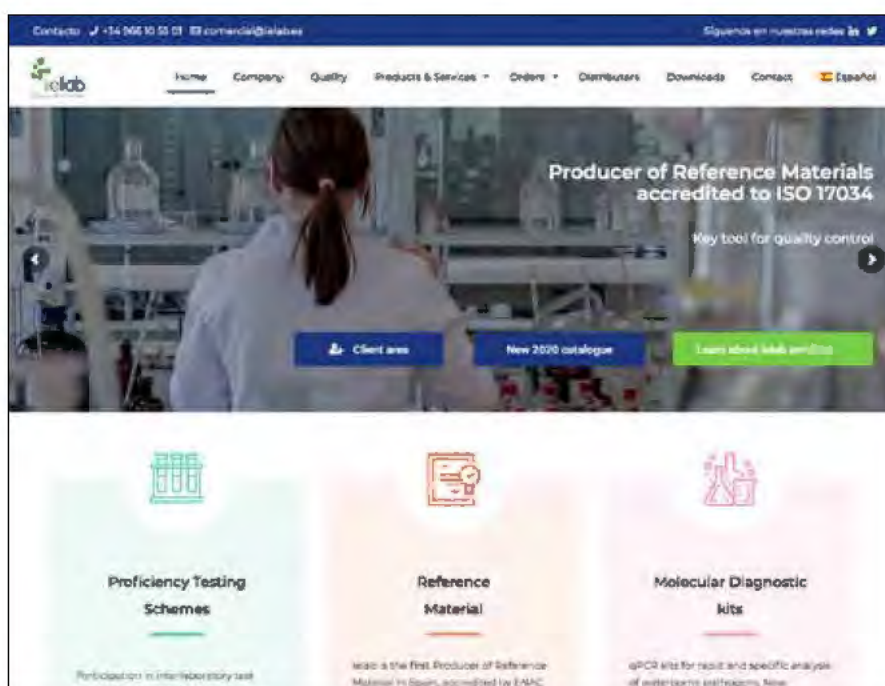 Contacto +34 966 10 55 01 comercial@ielab.es
Síguenos en nuestras redes
ielab
Home Company Quality Products & Services Orders Distributors Downloads Contact Español
Producer of Reference Materials
accredited to ISO 17034
Key tool for quality control
Client area New 2020 catalogue Learn about ielab services
Proficiency Testing
Schemes
Reference
Material
Molecular Diagnostic
kits
Participation in interlaboratory test
ielab is the first Producer of Reference
Material in Spain, accredited by ENAC
qPCR kits for rapid and specific analysis
of waterborne pathogens. New